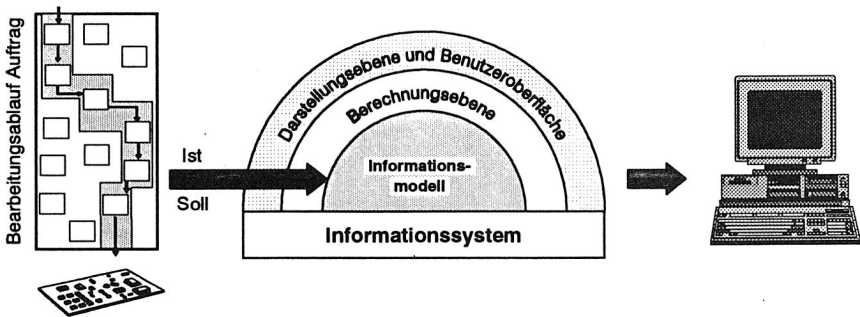 Bearbeitungsablauf Auftrag
Ist
Soll
Darstellungsebene und Benutzeroberfläche
Berechnungsebene
Informations-
modell
Informationssystem